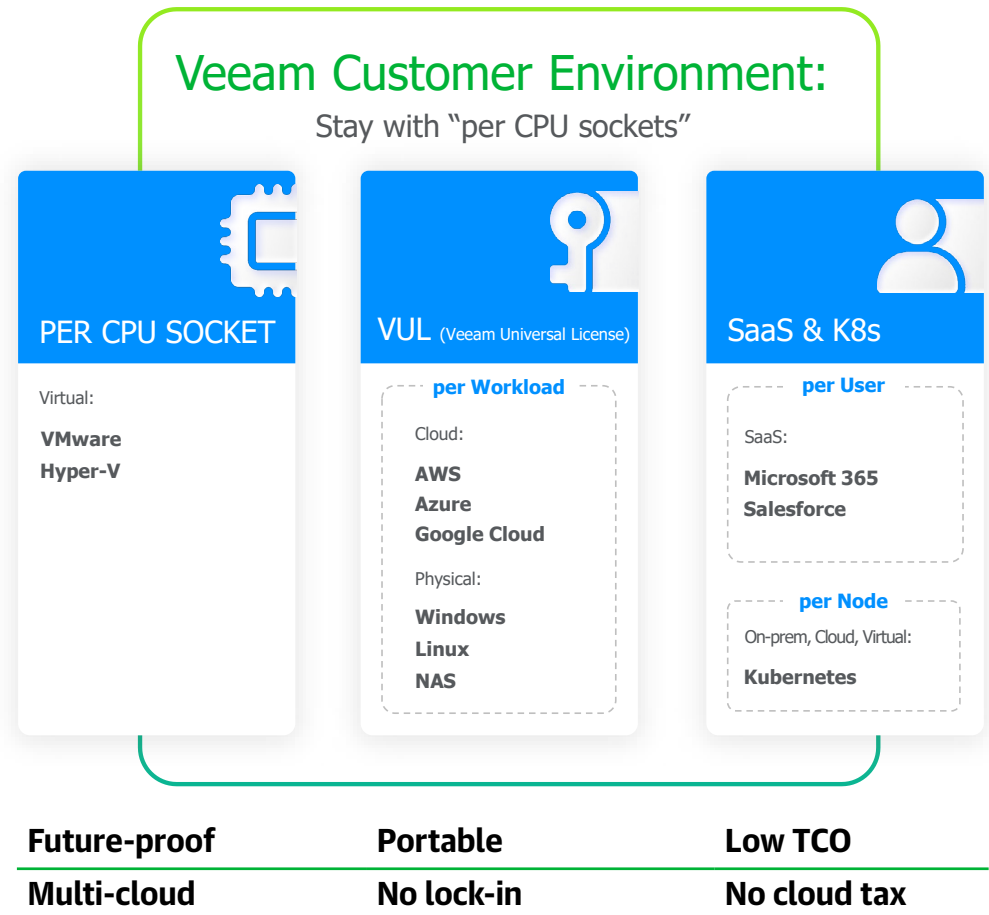 Veeam Customer Environment:
Stay with “per CPU sockets”
PER CPU SOCKET
Virtual:
VMware
Hyper-V
VUL (Veeam Universal License)
per Workload
Cloud:
AWS
Azure
Google Cloud
Physical:
Windows
Linux
NAS
SaaS & K8s
per User
SaaS:
Microsoft 365
Salesforce
per Node
On-prem, Cloud, Virtual:
Kubernetes
Future-proof
Portable
Low TCO
Multi-cloud
No lock-in
No cloud tax